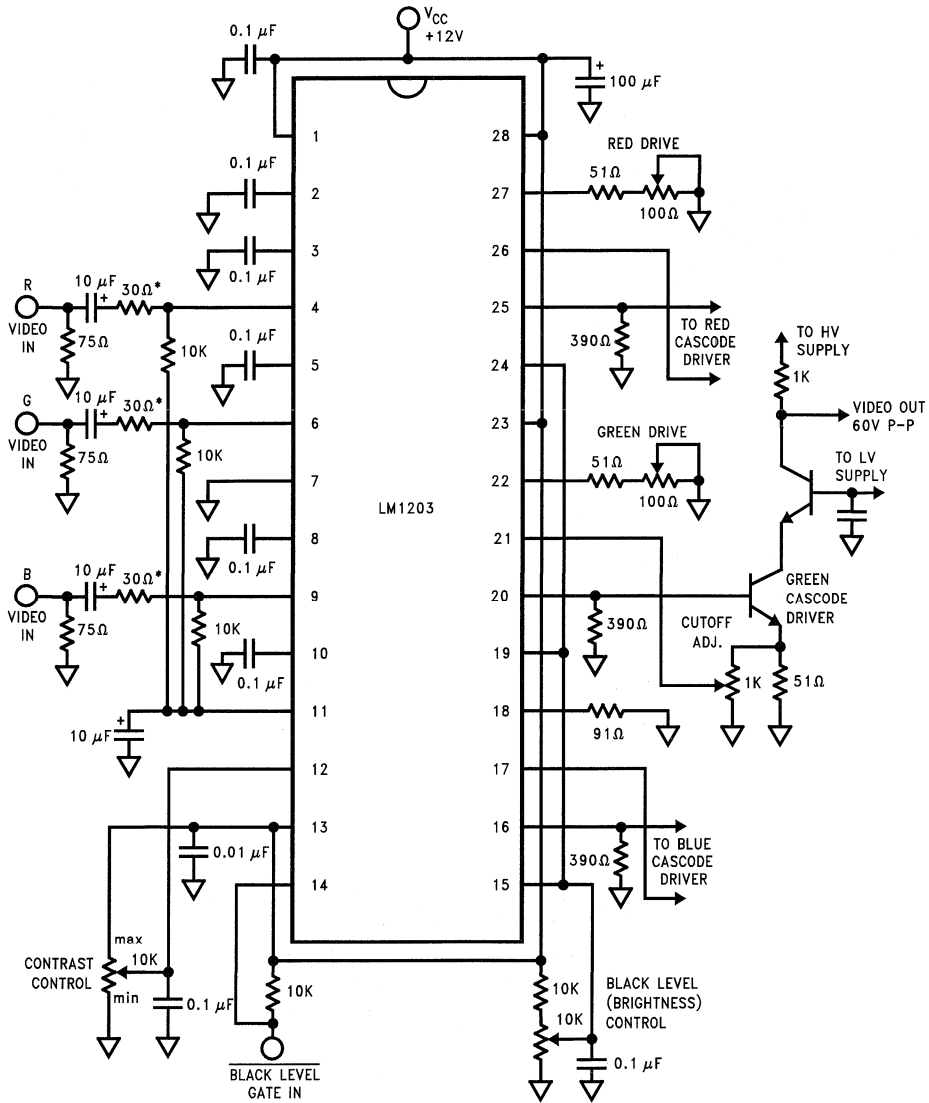 VCC
+12V
0.1 µF
+
100 µF
1
28
RED DRIVE
0.1 µF
51Ω
2
27
100Ω
3
26
0.1 µF
R
10 µF
+
30Ω*
4
25
VIDEO
IN
75Ω
10K
0.1 µF
390Ω
TO RED
CASCODE
DRIVER
TO HV
SUPPLY
5
24
1K
G
10 µF
+
30Ω*
6
23
VIDEO OUT
60V P-P
VIDEO
IN
75Ω
10K
GREEN DRIVE
TO LV
SUPPLY
51Ω
7
22
100Ω
LM1203
8
21
0.1 µF
B
10 µF
+
30Ω*
9
20
GREEN
CASCODE
DRIVER
VIDEO
IN
75Ω
10K
390Ω
CUTOFF
ADJ.
10
19
0.1 µF
1K
51Ω
+
10 µF
11
18
91Ω
12
17
13
16
0.01 µF
390Ω
TO BLUE
CASCODE
DRIVER
14
15
max
CONTRAST
CONTROL
10K
min
0.1 µF
10K
10K
10K
BLACK LEVEL
(BRIGHTNESS)
CONTROL
0.1 µF
BLACK LEVEL
GATE IN